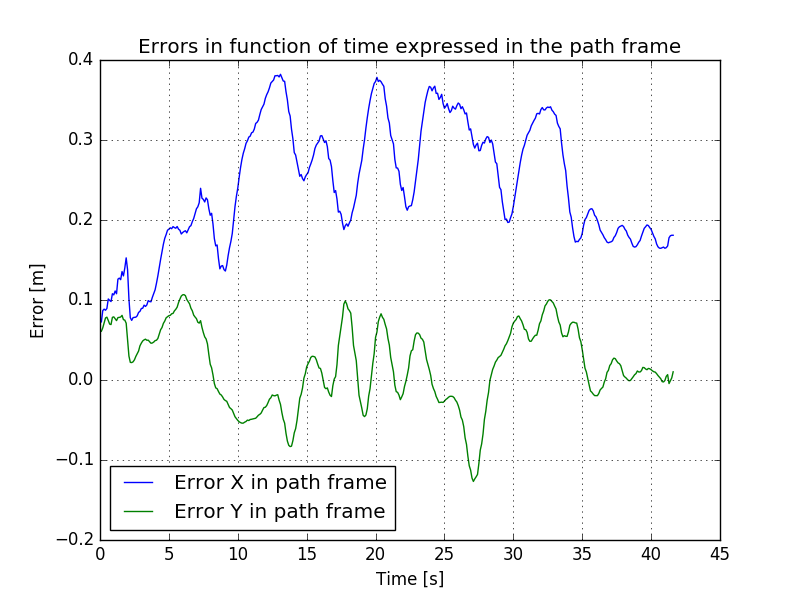 Errors in function of time expressed in the path frame
0.4
0.3
0.2
0.1
0.0
−0.1
−0.2
Error [m]
Error X in path frame
Error Y in path frame
0 5 10 15 20 25 30 35 40 45
Time [s]